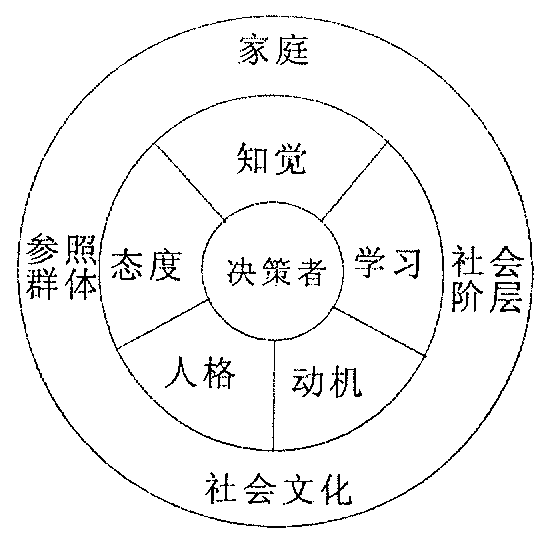 家庭
知觉
参照
群体
态度
决策者
学习
社会
阶层
人格
动机
社会文化